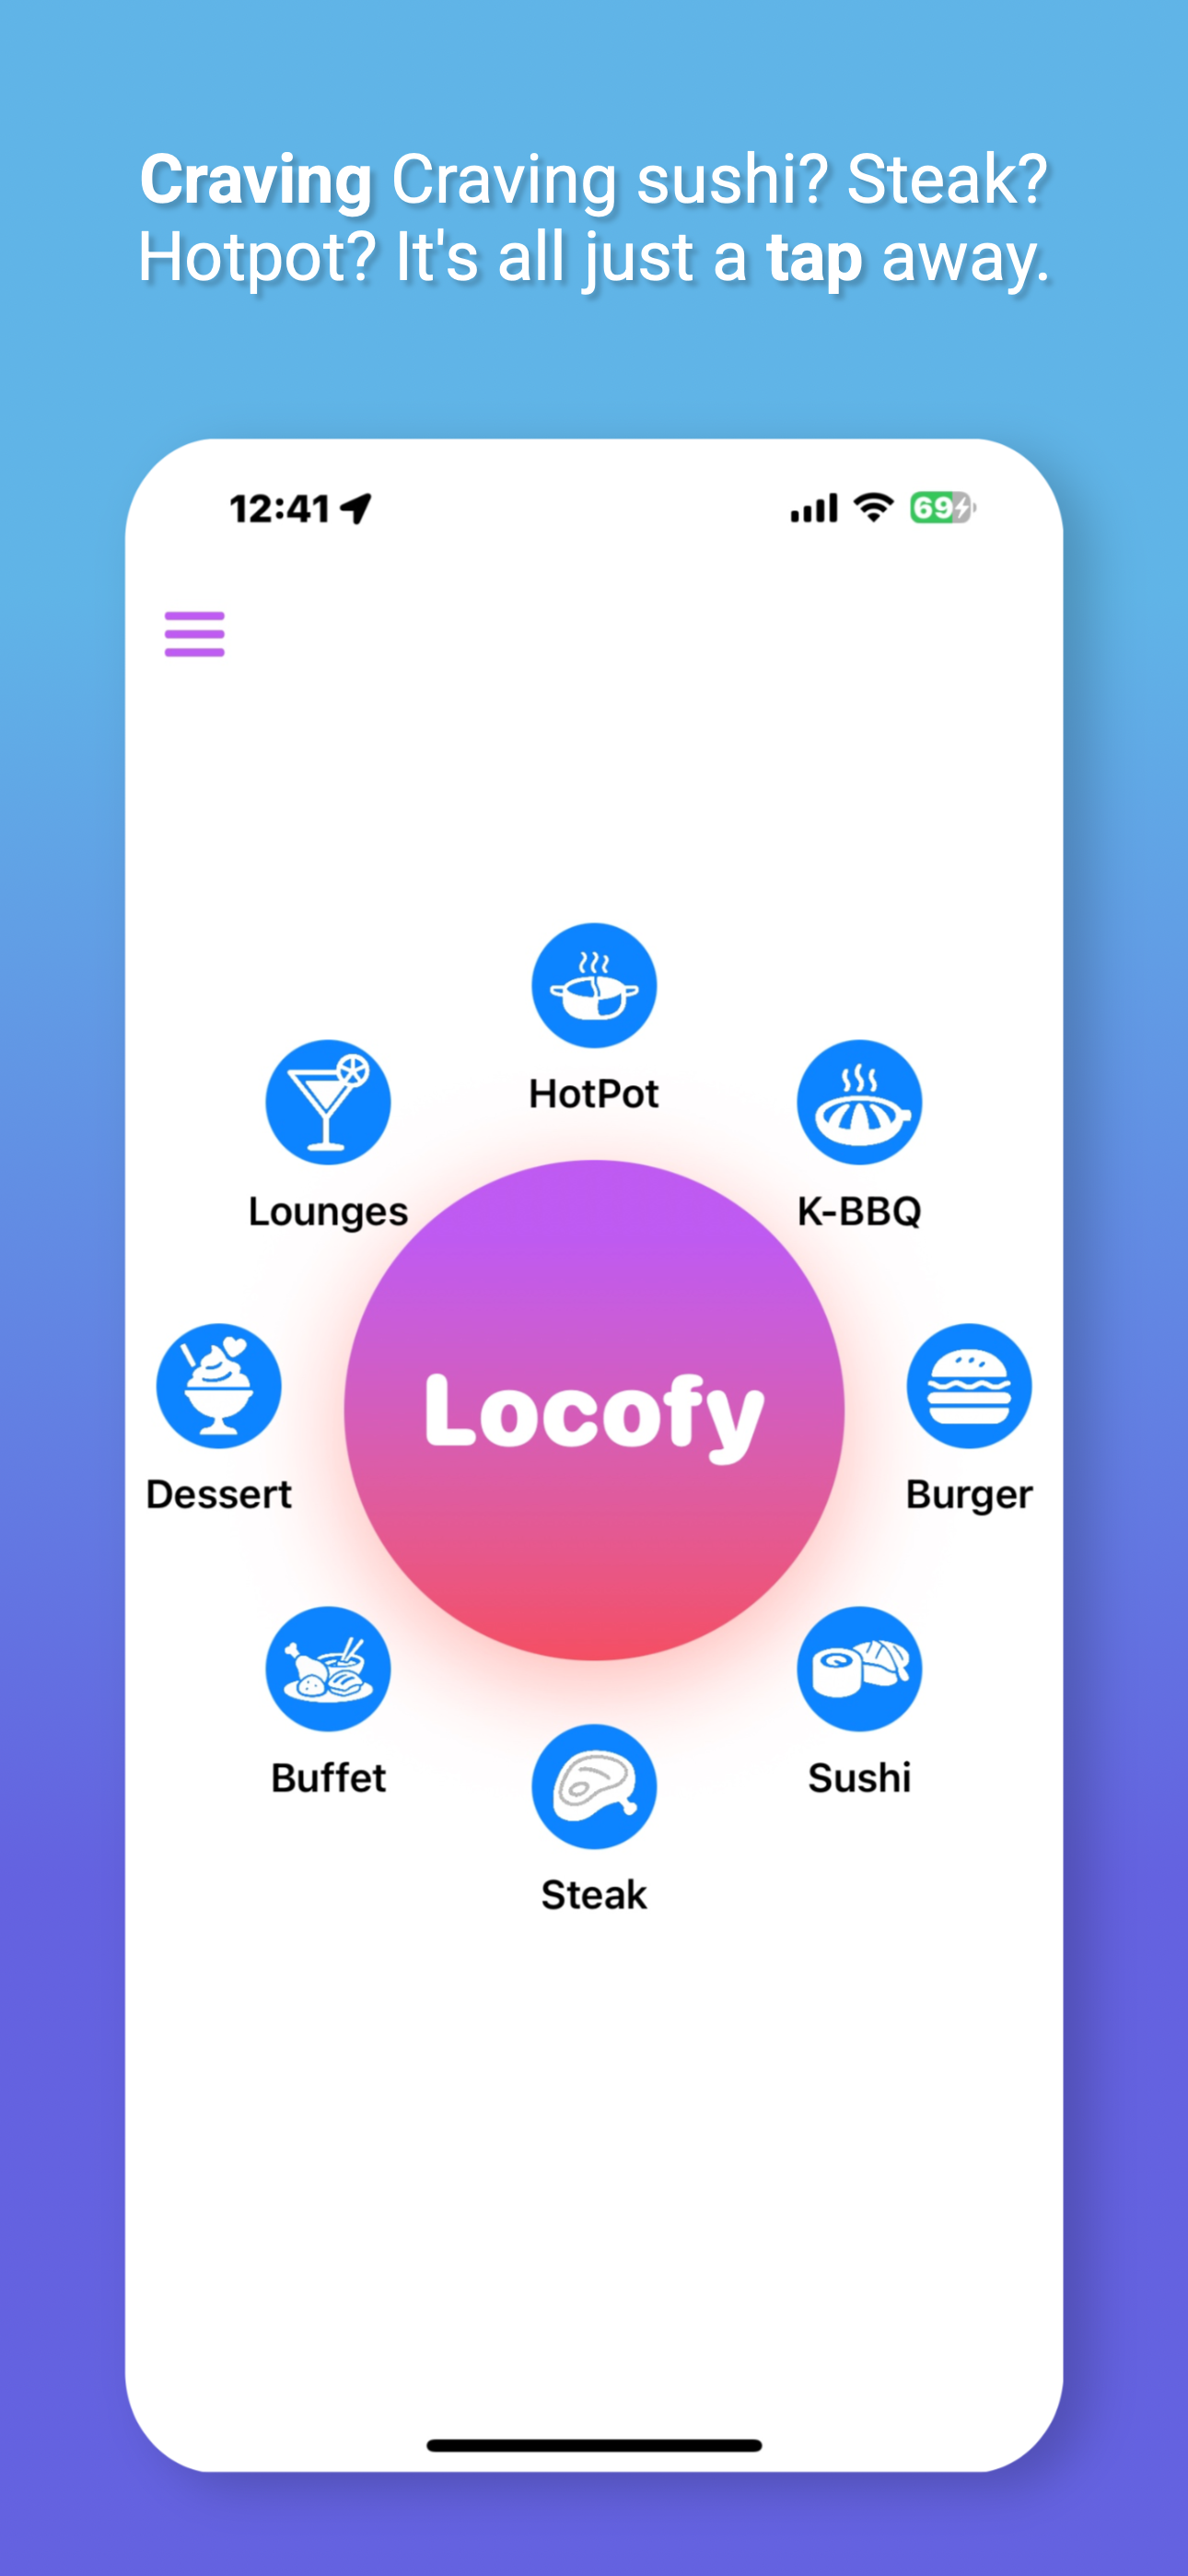 Craving Craving sushi? Steak?
Hotpot? It's all just a tap away.
12:41
69
HotPot
Lounges
K-BBQ
Locofy
Dessert
Burger
Buffet
Sushi
Steak